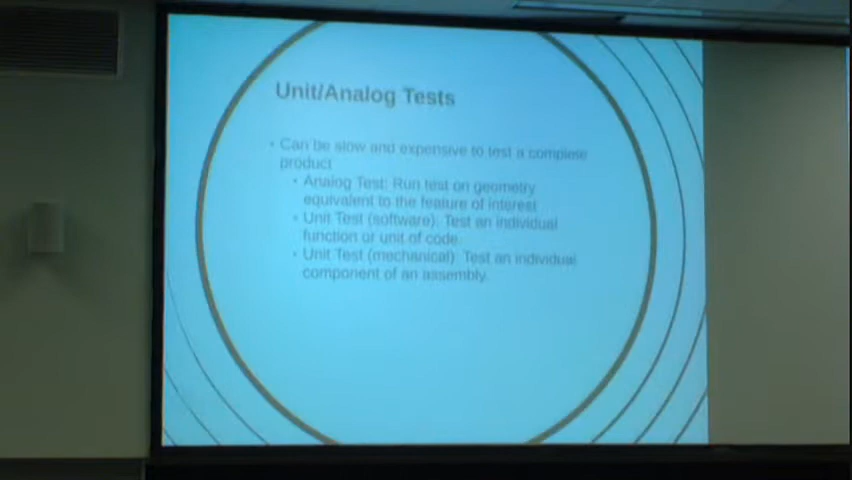 Unit/Analog Tests
• Can be slow and expensive to test a complete
product
• Analog Test: Run test on geometry
equivalent to the feature of interest
• Unit Test (software): Test an individual
function or unit of code
• Unit Test (mechanical): Test an individual
component of an assembly.